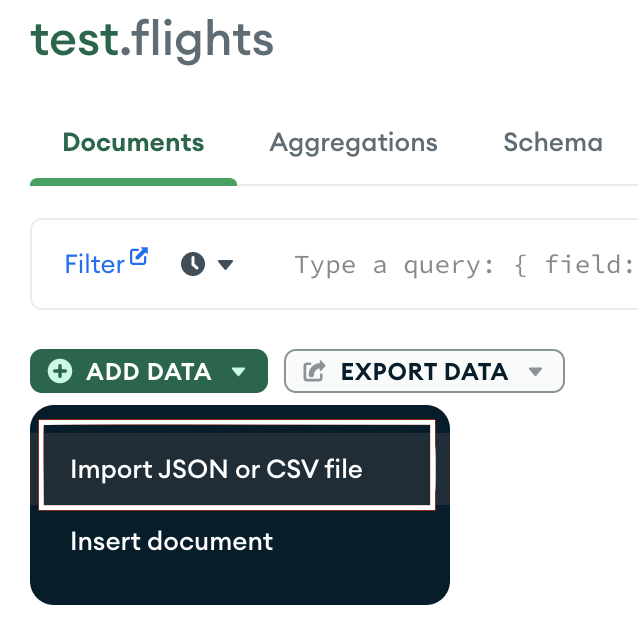 test.flights
Documents Aggregations Schema
Filter Type a query: { field:
ADD DATA EXPORT DATA
Import JSON or CSV file
Insert document